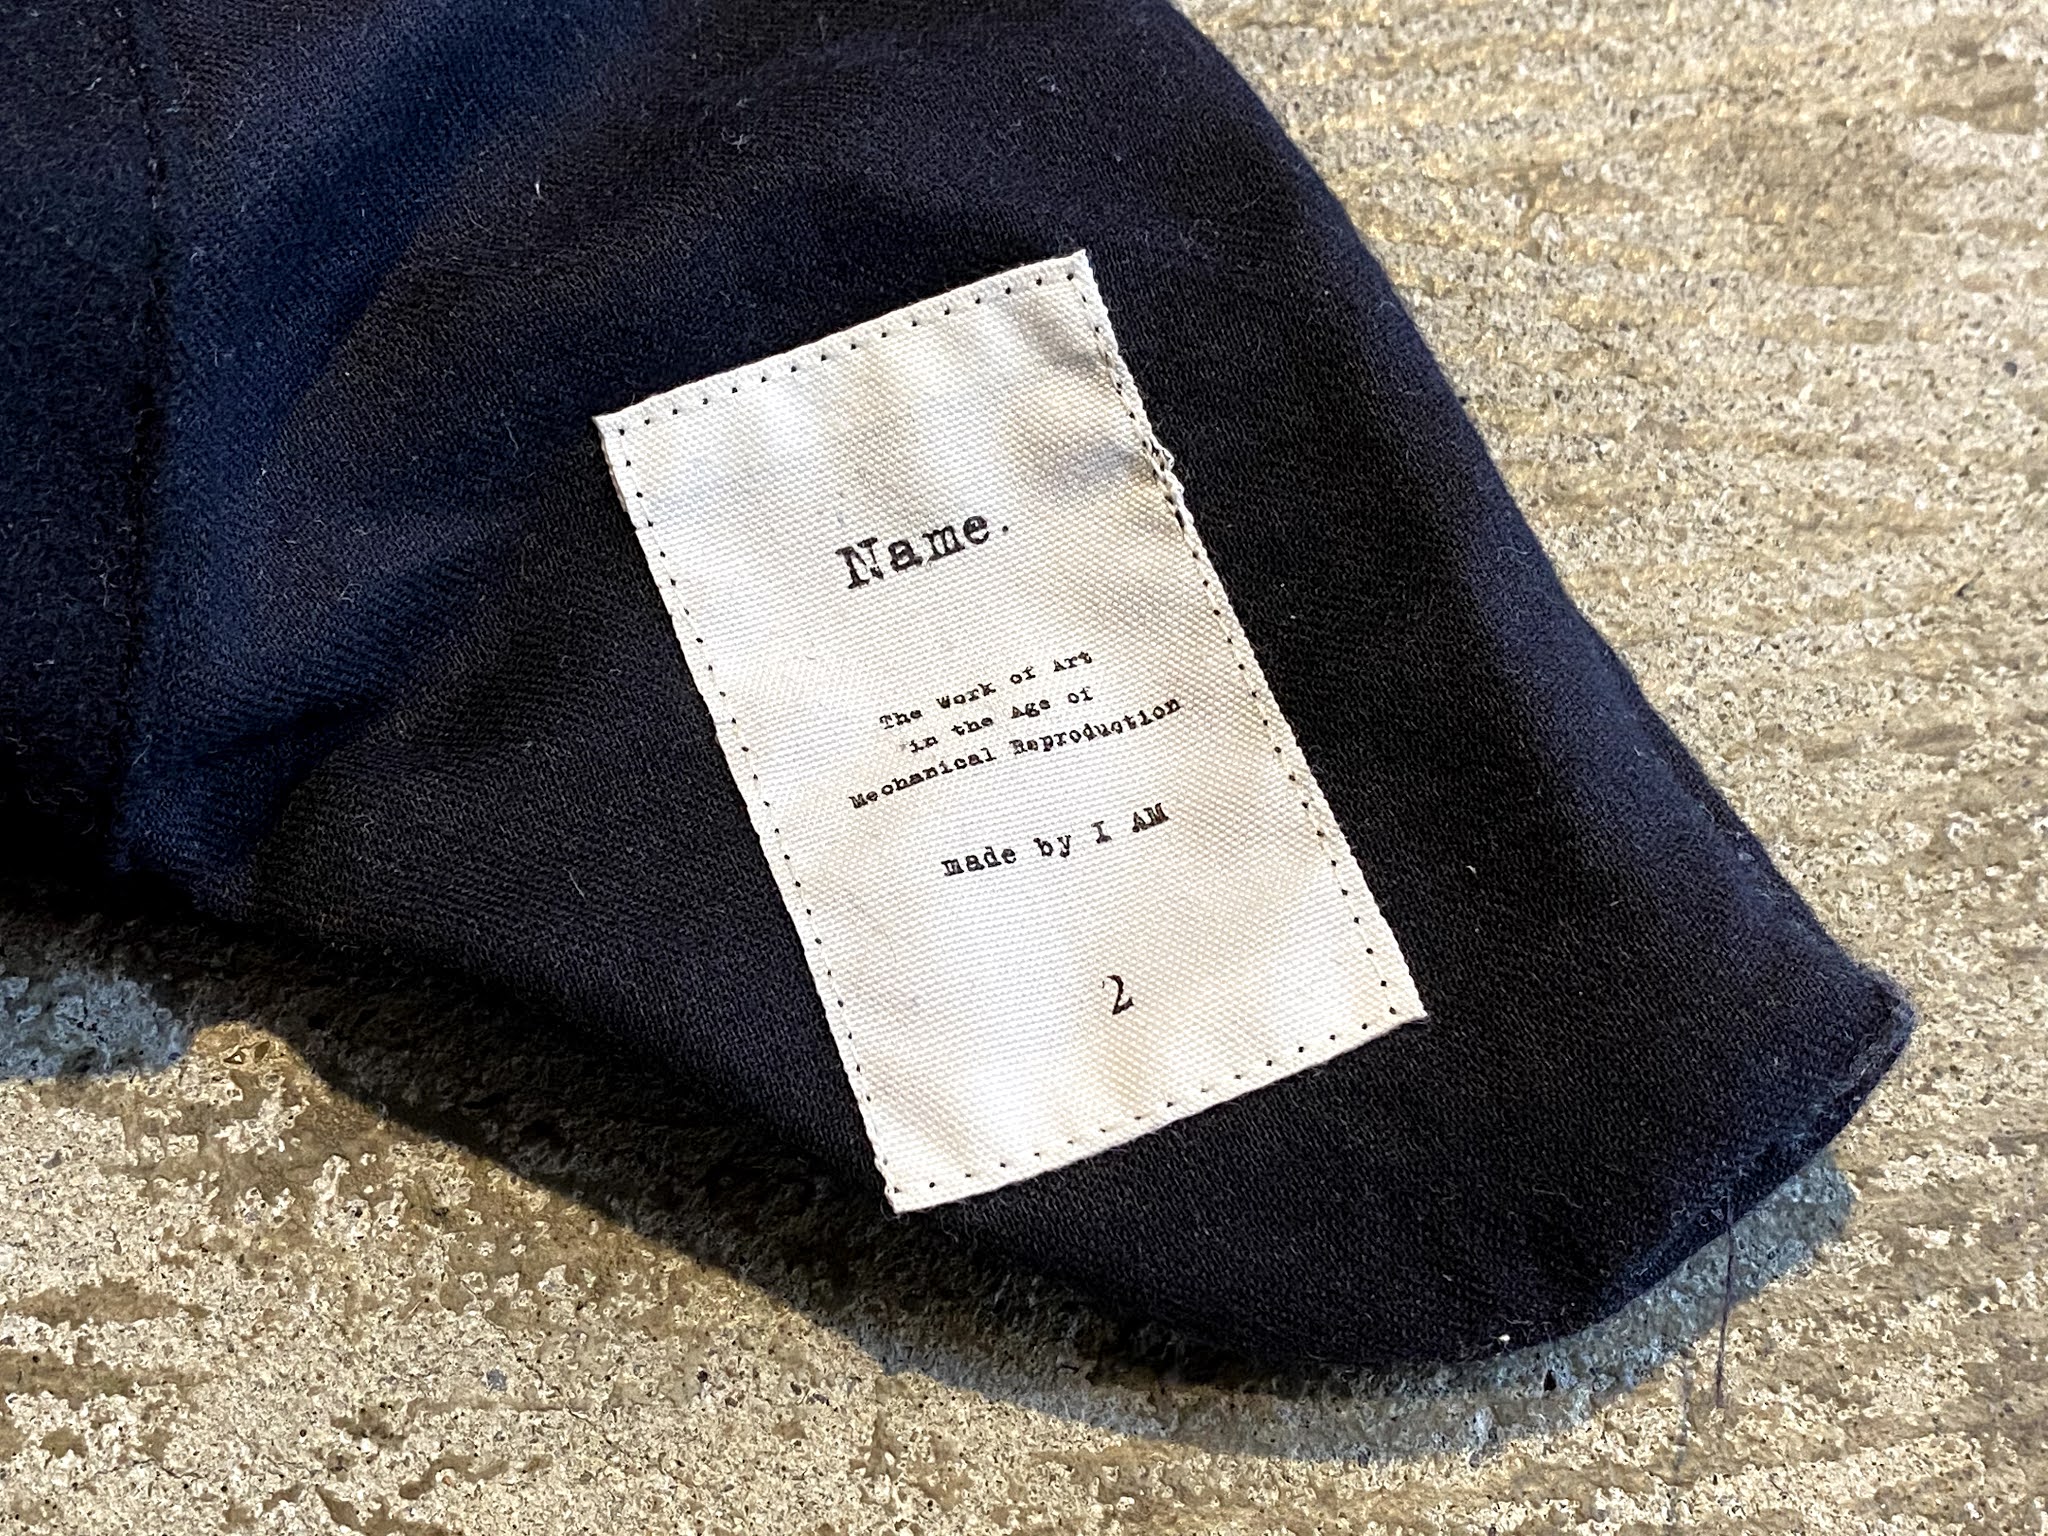 Name.
The Work of Art
in the Age of
Mechanical Reproduction
made by I AM
2